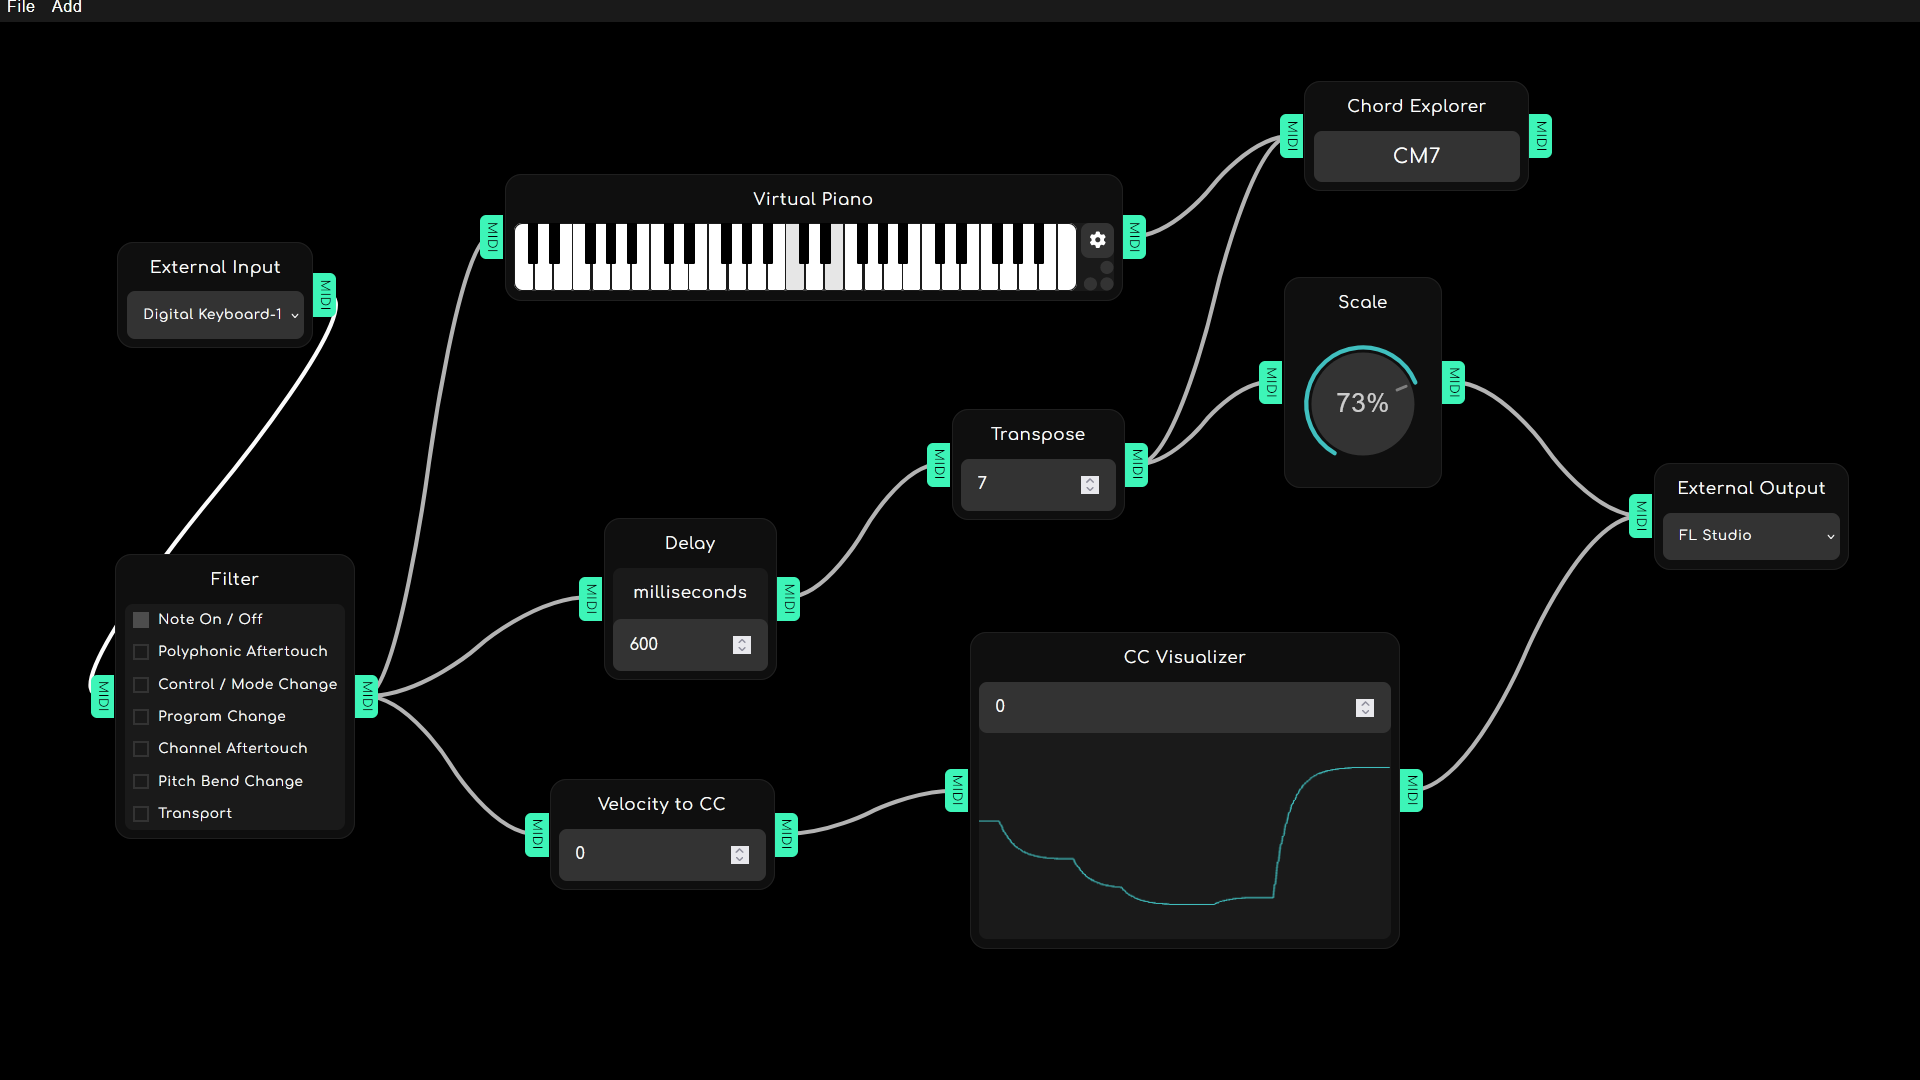 File Add
Chord Explorer
MIDI
MIDI
CM7
Virtual Piano
MIDI
MIDI
External Input
MIDI
Digital Keyboard-1
Scale
MIDI
MIDI
73%
Transpose
MIDI
MIDI
7
External Output
MIDI
FL Studio
Delay
milliseconds
MIDI
MIDI
600
Filter
Note On / Off
Polyphonic Aftertouch
Control / Mode Change
MIDI
MIDI
Program Change
Channel Aftertouch
Pitch Bend Change
Transport
CC Visualizer
0
MIDI
MIDI
Velocity to CC
MIDI
MIDI
0